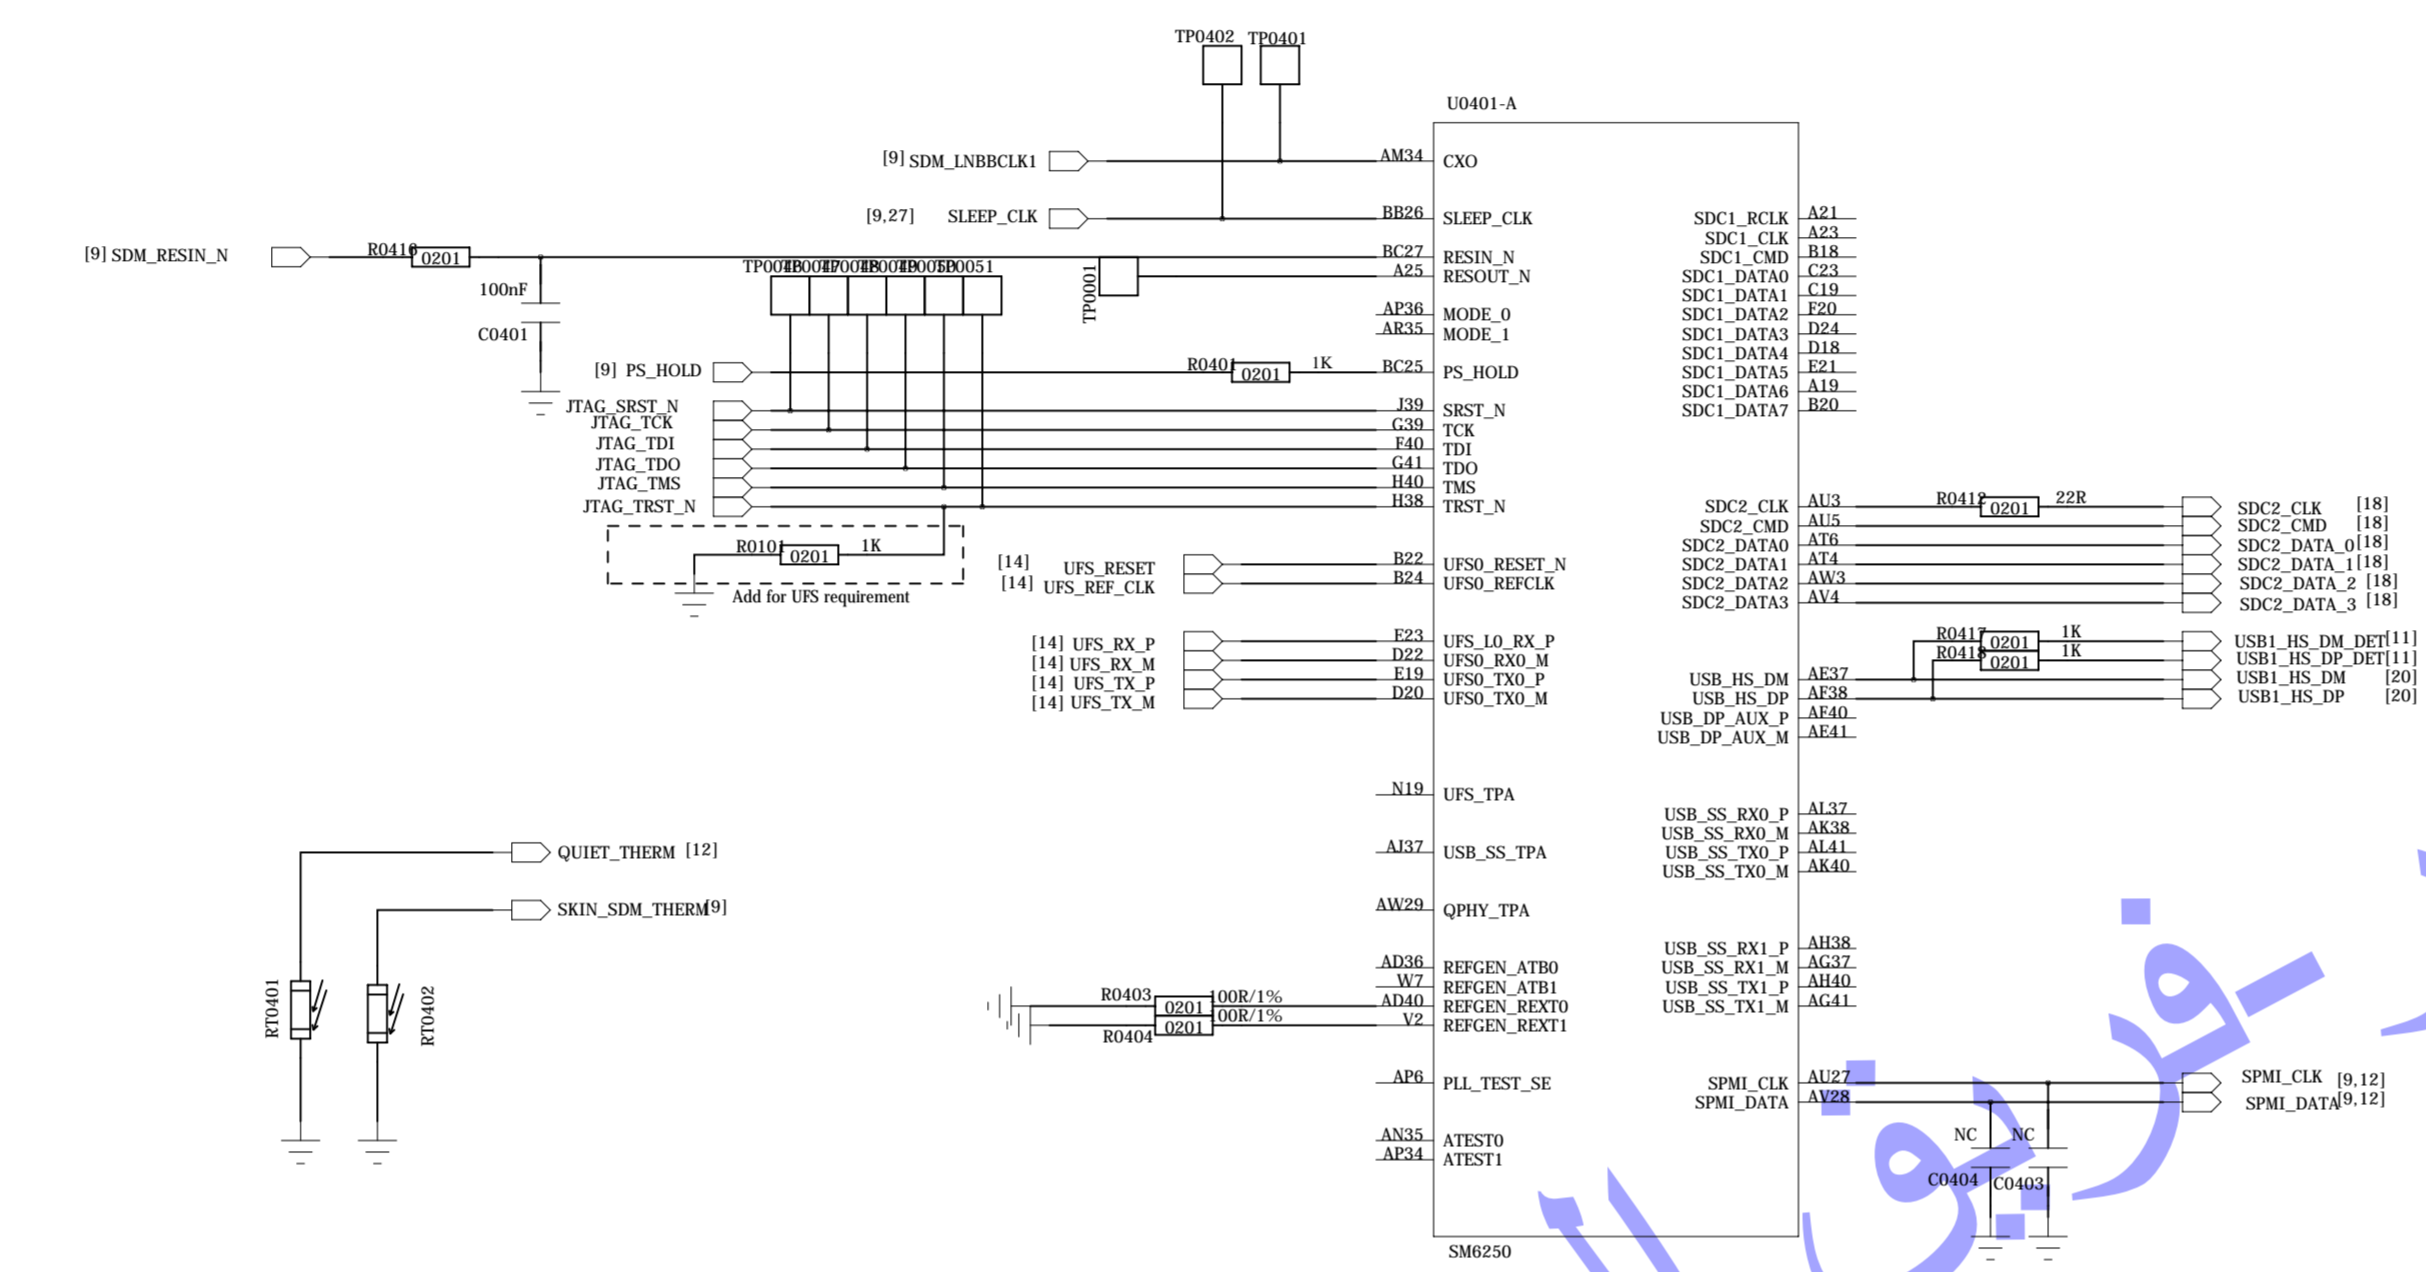 TP0402 TP0401
U0401-A
[9] SDM_LNBBCLK1 AM34 CXO
[9,27] SLEEP_CLK BB26 SLEEP_CLK SDC1_RCLK A21
SDC1_CLK A23
[9] SDM_RESIN_N R0416 0201 BC27 RESIN_N SDC1_CMD B18
TP0046 TP0047 TP0048 TP0049 TP0050 TP0051 TP0001 A25 RESOUT_N SDC1_DATA0 C23
100nF SDC1_DATA1 C19
AP36 MODE_0 SDC1_DATA2 F20
C0401 AR35 MODE_1 SDC1_DATA3 D24
SDC1_DATA4 D18
[9] PS_HOLD R0401 0201 1K BC25 PS_HOLD SDC1_DATA5 E21
SDC1_DATA6 A19
JTAG_SRST_N J39 SRST_N SDC1_DATA7 B20
JTAG_TCK G39 TCK
JTAG_TDI F40 TDI
JTAG_TDO G41 TDO
JTAG_TMS H40 TMS
JTAG_TRST_N H38 TRST_N SDC2_CLK AU3 R0412 0201 22R SDC2_CLK [18]
SDC2_CMD AU5 SDC2_CMD [18]
R0101 0201 1K SDC2_DATA0 AT6 SDC2_DATA_0 [18]
[14] UFS_RESET B22 UFS0_RESET_N SDC2_DATA1 AT4 SDC2_DATA_1 [18]
[14] UFS_REF_CLK B24 UFS0_REFCLK SDC2_DATA2 AW3 SDC2_DATA_2 [18]
Add for UFS requirement SDC2_DATA3 AV4 SDC2_DATA_3 [18]
[14] UFS_RX_P E23 UFS_L0_RX_P R0417 0201 1K USB1_HS_DM_DET [11]
[14] UFS_RX_M D22 UFS0_RX0_M R0418 0201 1K USB1_HS_DP_DET [11]
[14] UFS_TX_P E19 UFS0_TX0_P USB_HS_DM AE37 USB1_HS_DM [20]
[14] UFS_TX_M D20 UFS0_TX0_M USB_HS_DP AF38 USB1_HS_DP [20]
USB_DP_AUX_P AF40
USB_DP_AUX_M AE41
N19 UFS_TPA
USB_SS_RX0_P AL37
USB_SS_RX0_M AK38
QUIET_THERM [12] AJ37 USB_SS_TPA USB_SS_TX0_P AL41
USB_SS_TX0_M AK40
SKIN_SDM_THERM [9] AW29 QPHY_TPA
USB_SS_RX1_P AH38
AD36 REFGEN_ATB0 USB_SS_RX1_M AG37
W7 REFGEN_ATB1 USB_SS_TX1_P AH40
RT0401 RT0402 R0403 0201 100R/1% AD40 REFGEN_REXT0 USB_SS_TX1_M AG41
R0404 0201 100R/1% V2 REFGEN_REXT1
AP6 PLL_TEST_SE SPMI_CLK AU27 SPMI_CLK [9,12]
SPMI_DATA AV28 SPMI_DATA [9,12]
AN35 ATEST0 NC NC
AP34 ATEST1
C0404 C0403
SM6250